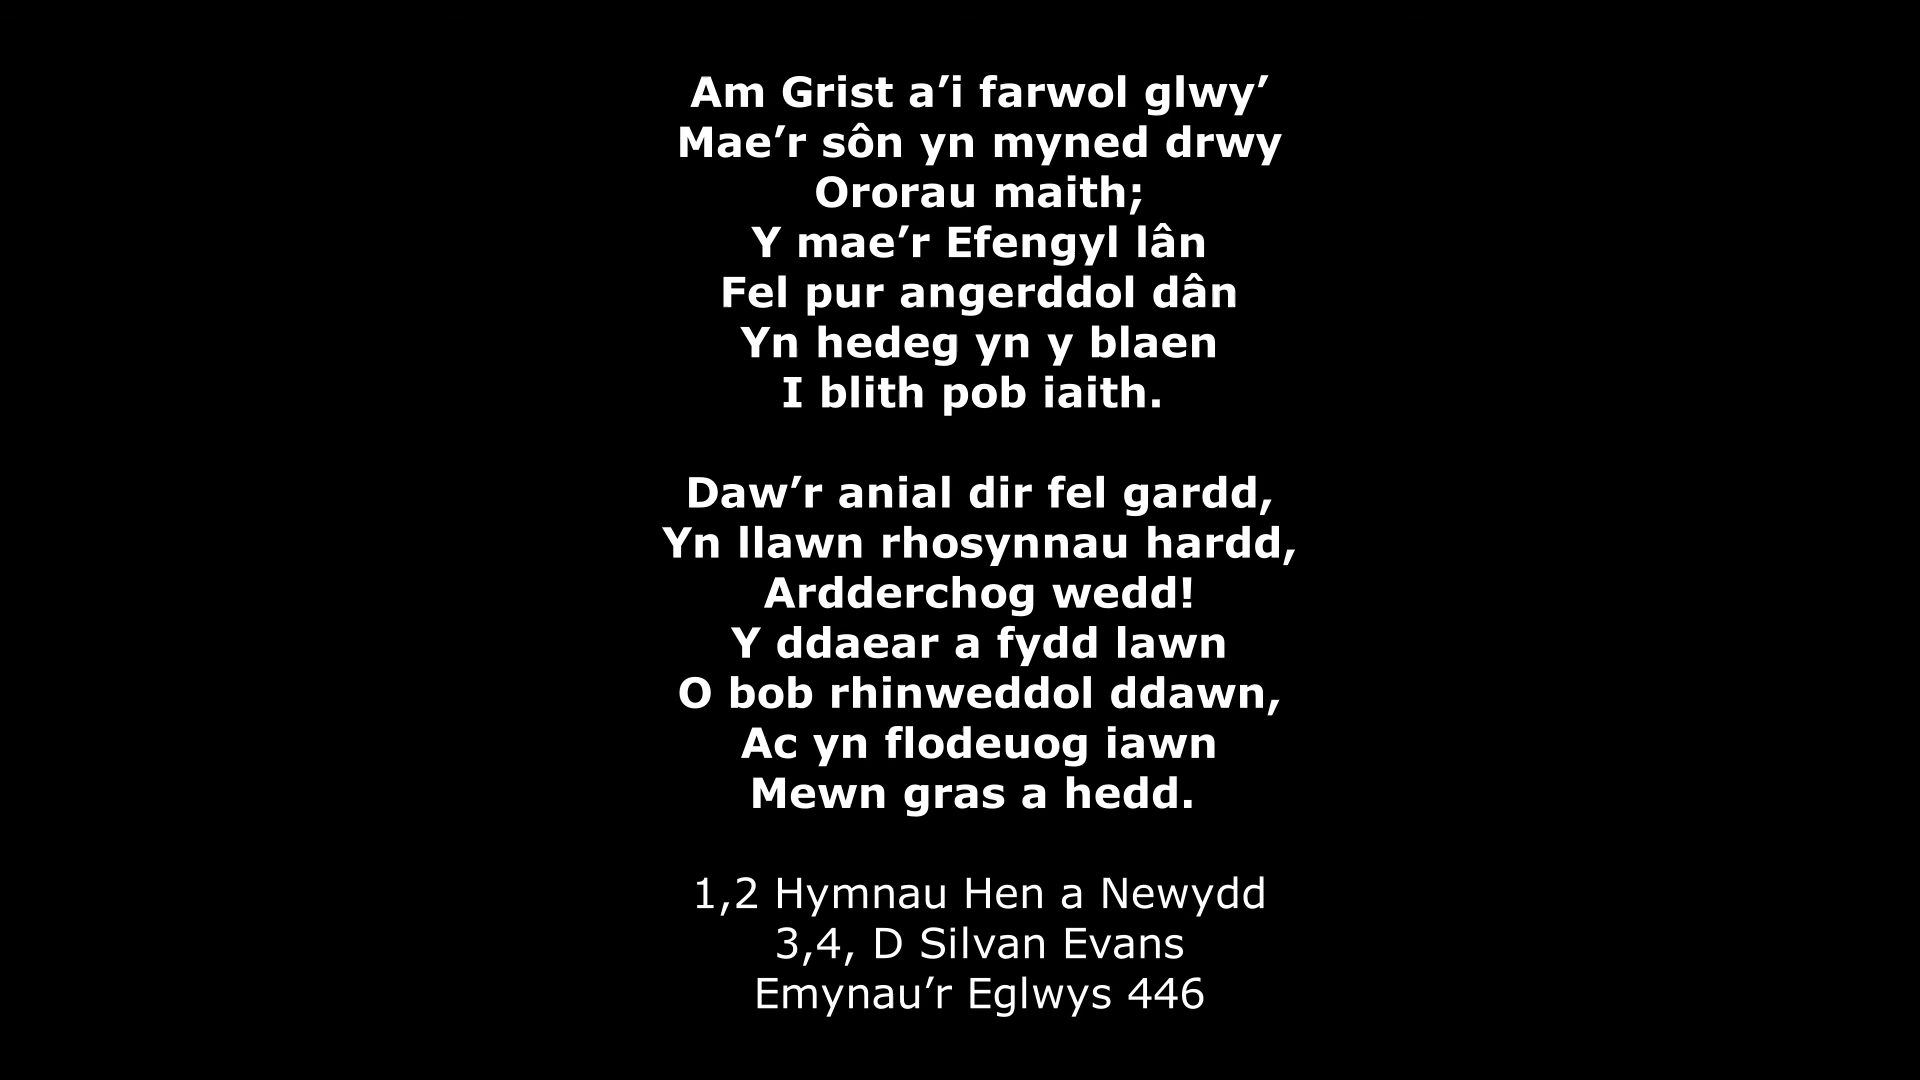 Am Grist a’i farwol glwy’
Mae’r sôn yn myned drwy
Ororau maith;
Y mae’r Efengyl lân
Fel pur angerddol dân
Yn hedeg yn y blaen
I blith pob iaith.
Daw’r anial dir fel gardd,
Yn llawn rhosynnau hardd,
Ardderchog wedd!
Y ddaear a fydd lawn
O bob rhinweddol ddawn,
Ac yn flodeuog iawn
Mewn gras a hedd.
1,2 Hymnau Hen a Newydd
3,4, D Silvan Evans
Emynau’r Eglwys 446